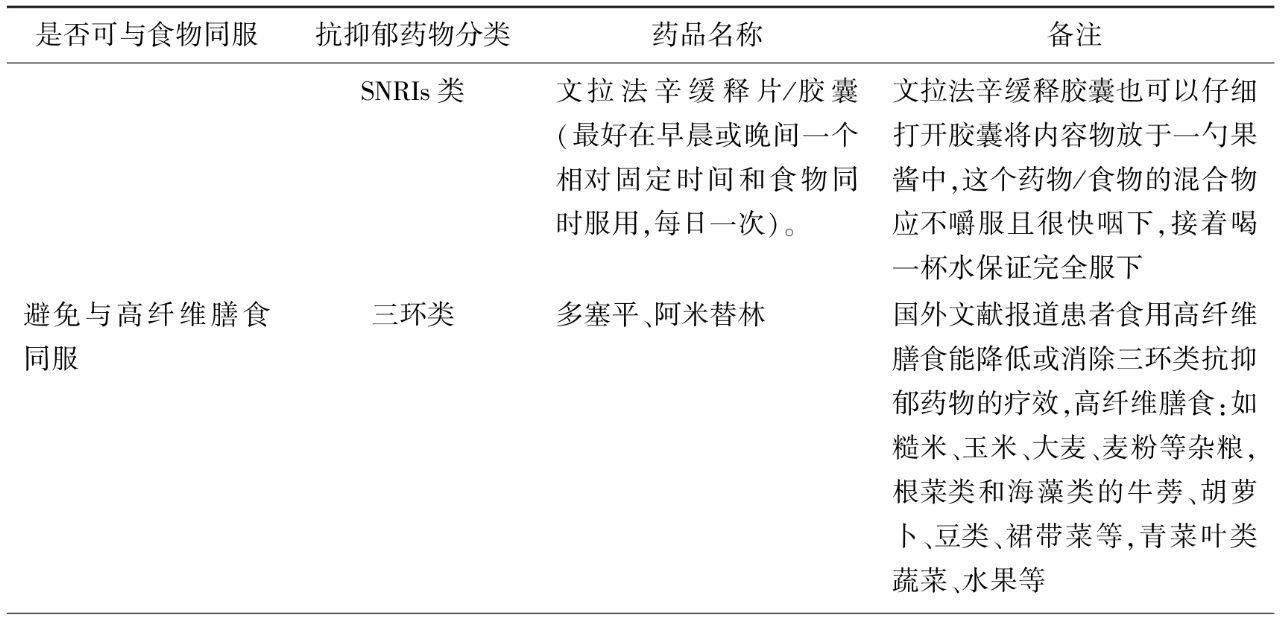 是否可与食物同服 抗抑郁药物分类 药品名称 备注
SNRIs 类
文拉法辛缓释片/胶囊
(最好在早晨或晚间一个
相对固定时间和食物同
时服用,每日一次)。
文拉法辛缓释胶囊也可以仔细
打开胶囊将内容物放于一勺果
酱中,这个药物/食物的混合物
应不嚼服且很快咽下,接着喝
一杯水保证完全服下
避免与高纤维膳食
同服
三环类
多塞平、阿米替林
国外文献报道患者食用高纤维
膳食能降低或消除三环类抗抑
郁药物的疗效,高纤维膳食:如
糙米、玉米、大麦、麦粉等杂粮,
根菜类和海藻类的牛蒡、胡萝
卜、豆类、裙带菜等,青菜叶类
蔬菜、水果等